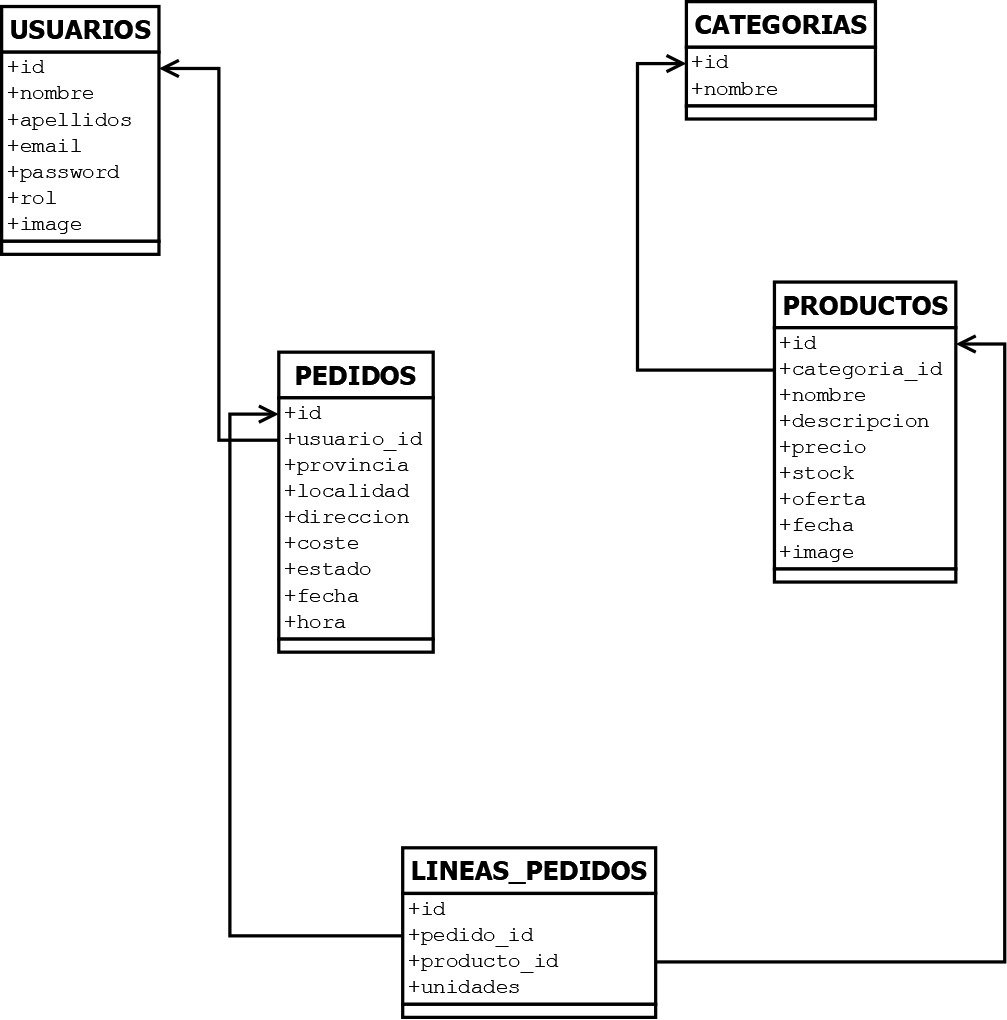 USUARIOS
+id
+nombre
+apellidos
+email
+password
+rol
+image
CATEGORIAS
+id
+nombre
PEDIDOS
+id
+usuario_id
+provincia
+localidad
+direccion
+coste
+estado
+fecha
+hora
PRODUCTOS
+id
+categoria_id
+nombre
+descripcion
+precio
+stock
+oferta
+fecha
+image
LINEAS_PEDIDOS
+id
+pedido_id
+producto_id
+unidades